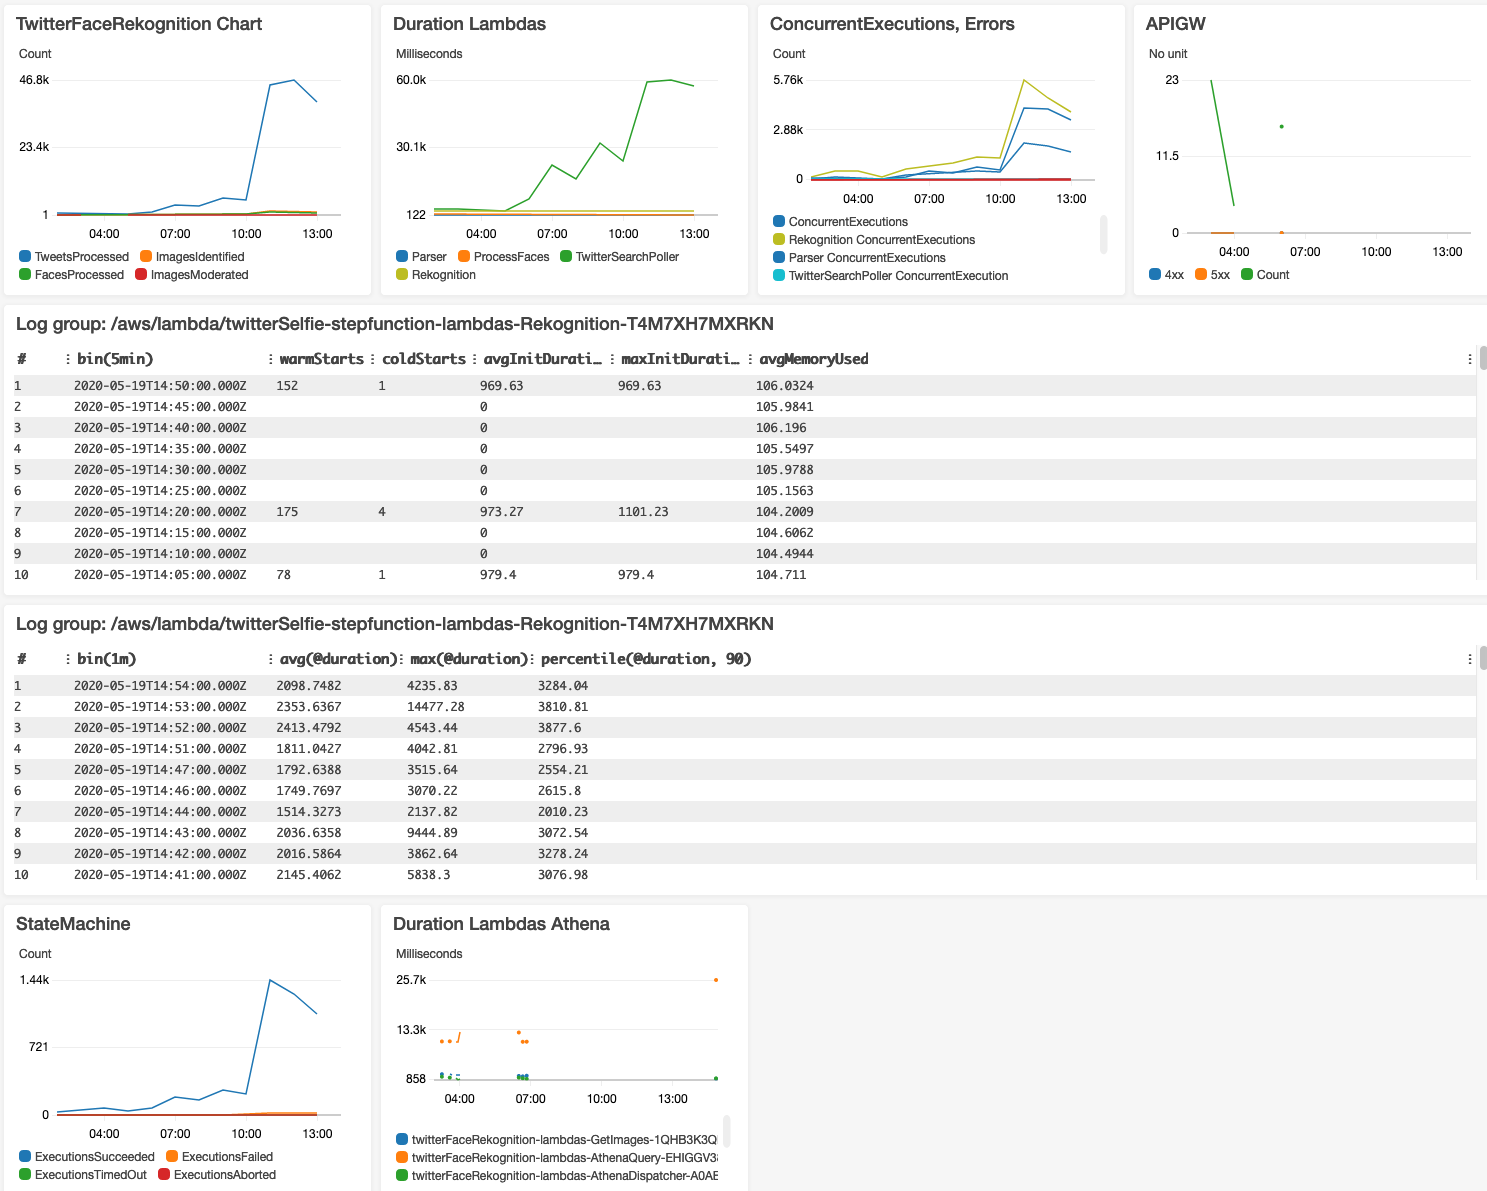 TwitterFaceRekognition Chart
Count
46.8k
23.4k
1
04:00 07:00 10:00 13:00
TweetsProcessed ImagesIdentified
FacesProcessed ImagesModerated
Duration Lambdas
Milliseconds
60.0k
30.1k
122
04:00 07:00 10:00 13:00
Parser ProcessFaces TwitterSearchPoller
Rekognition
ConcurrentExecutions, Errors
Count
5.76k
2.88k
0
04:00 07:00 10:00 13:00
ConcurrentExecutions
Rekognition ConcurrentExecutions
Parser ConcurrentExecutions
TwitterSearchPoller ConcurrentExecution
APIGW
No unit
23
11.5
0
04:00 07:00 10:00 13:00
4xx 5xx Count
Log group: /aws/lambda/twitterSelfie-stepfunction-lambdas-Rekognition-T4M7XH7MXRKN
# bin(5min) warmStarts coldStarts avgInitDurati… maxInitDurati… avgMemoryUsed
1 2020-05-19T14:50:00.000Z 152 1 969.63 969.63 106.0324
2 2020-05-19T14:45:00.000Z 0 105.9841
3 2020-05-19T14:40:00.000Z 0 106.196
4 2020-05-19T14:35:00.000Z 0 105.5497
5 2020-05-19T14:30:00.000Z 0 105.9788
6 2020-05-19T14:25:00.000Z 0 105.1563
7 2020-05-19T14:20:00.000Z 175 4 973.27 1101.23 104.2009
8 2020-05-19T14:15:00.000Z 0 104.6062
9 2020-05-19T14:10:00.000Z 0 104.4944
10 2020-05-19T14:05:00.000Z 78 1 979.4 979.4 104.711
Log group: /aws/lambda/twitterSelfie-stepfunction-lambdas-Rekognition-T4M7XH7MXRKN
# bin(1m) avg(@duration) max(@duration) percentile(@duration, 90)
1 2020-05-19T14:54:00.000Z 2098.7482 4235.83 3284.04
2 2020-05-19T14:53:00.000Z 2353.6367 14477.28 3810.81
3 2020-05-19T14:52:00.000Z 2413.4792 4543.44 3877.6
4 2020-05-19T14:51:00.000Z 1811.0427 4042.81 2796.93
5 2020-05-19T14:47:00.000Z 1792.6388 3515.64 2554.21
6 2020-05-19T14:46:00.000Z 1749.7697 3070.22 2615.8
7 2020-05-19T14:44:00.000Z 1514.3273 2137.82 2010.23
8 2020-05-19T14:43:00.000Z 2036.6358 9444.89 3072.54
9 2020-05-19T14:42:00.000Z 2016.5864 3862.64 3278.24
10 2020-05-19T14:41:00.000Z 2145.4062 5838.3 3076.98
StateMachine
Count
1.44k
721
0
04:00 07:00 10:00 13:00
ExecutionsSucceeded ExecutionsFailed
ExecutionsTimedOut ExecutionsAborted
Duration Lambdas Athena
Milliseconds
25.7k
13.3k
858
04:00 07:00 10:00 13:00
twitterFaceRekognition-lambdas-GetImages-1QHB3K3Q
twitterFaceRekognition-lambdas-AthenaQuery-EHIGGV3
twitterFaceRekognition-lambdas-AthenaDispatcher-A0AE